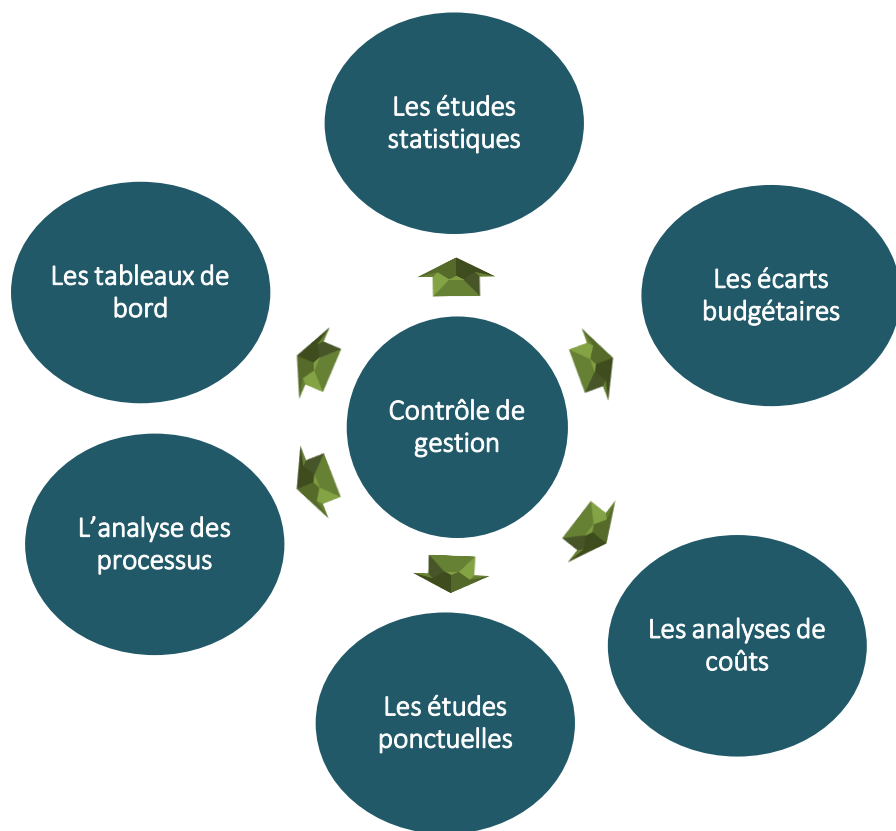 Les études
statistiques
Les tableaux de
bord
Les écarts
budgétaires
Contrôle de
gestion
L’analyse des
processus
Les analyses de
coûts
Les études
ponctuelles